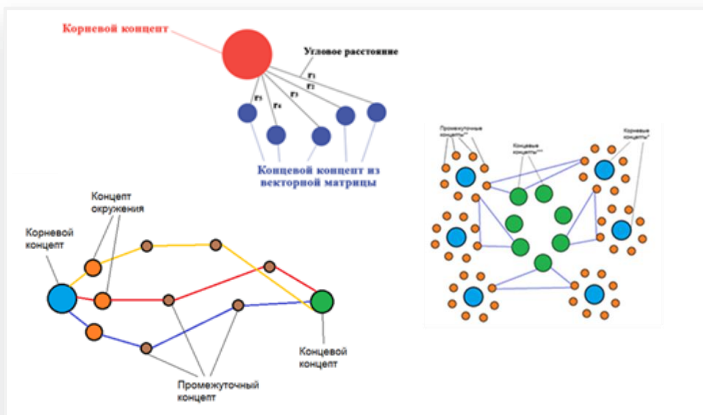 Корневой концепт
Угловое расстояние
r1
r2
r3
r4
r5
Концевой концепт из
векторной матрицы
Промежуточные
концепты**
Концевые
концепты***
Корневые
концепты*
Концепт
окружения
Корневой
концепт
Концевой
концепт
Промежуточный
концепт